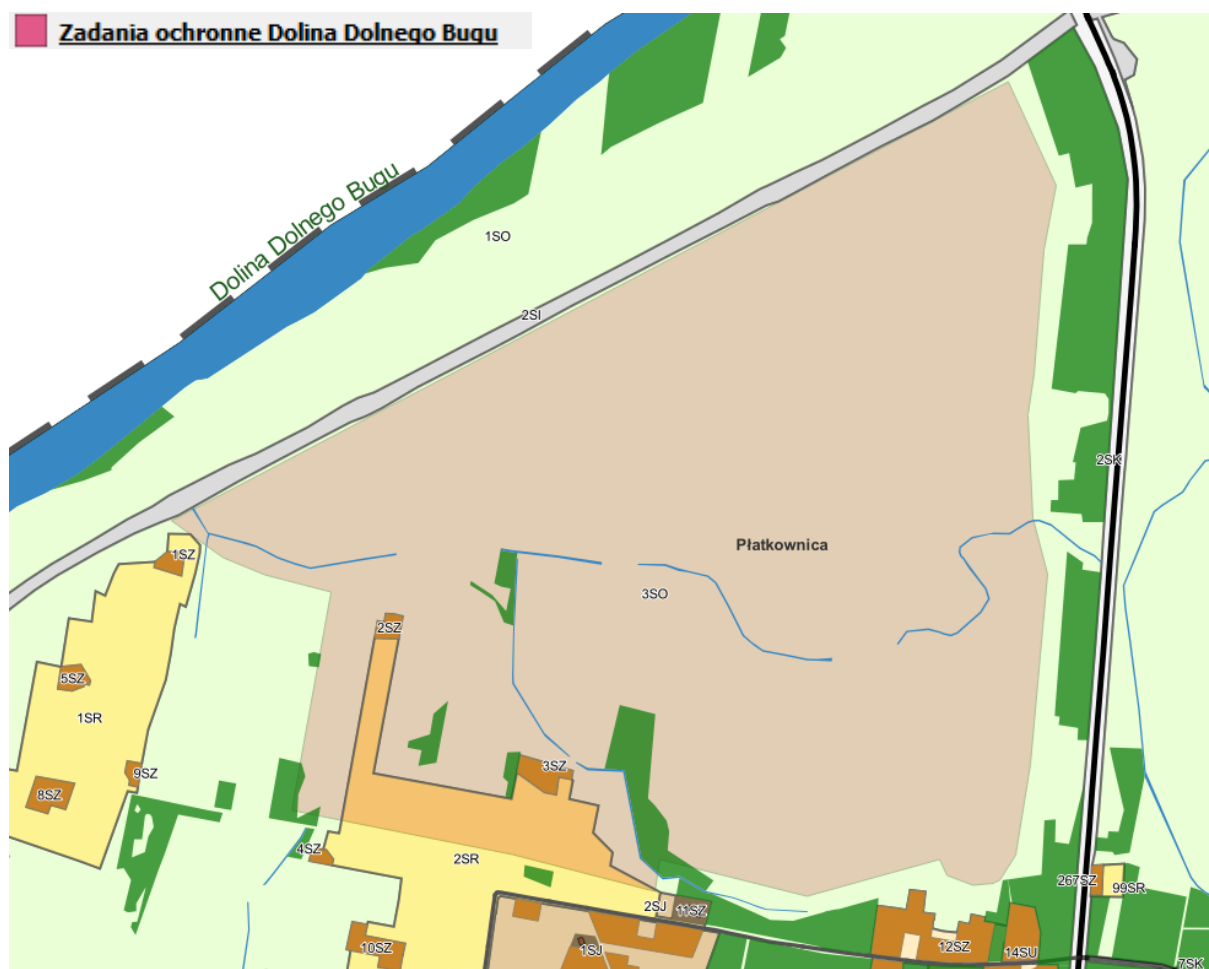 Zadania ochronne Dolina Dolnego Bugu
Dolina Dolnego Bugu
1SO
2SI
2SK
1SZ
Płatkownica
3SO
2SZ
5SZ
1SR
3SZ
9SZ
8SZ
4SZ
2SR
267SZ
99SR
2SJ
11SZ
10SZ
1SJ
12SZ
14SU
7SK